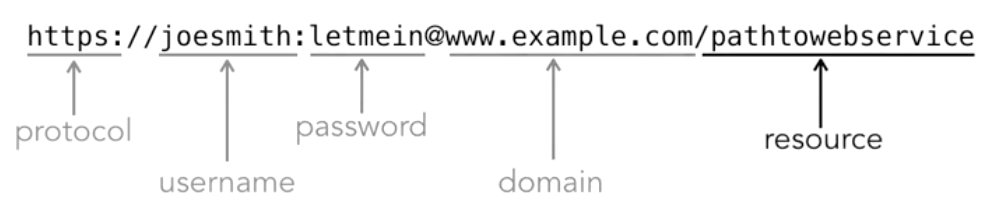 https://joesmith:letmein@www.example.com/pathtowebservice
protocol
password
resource
username
domain